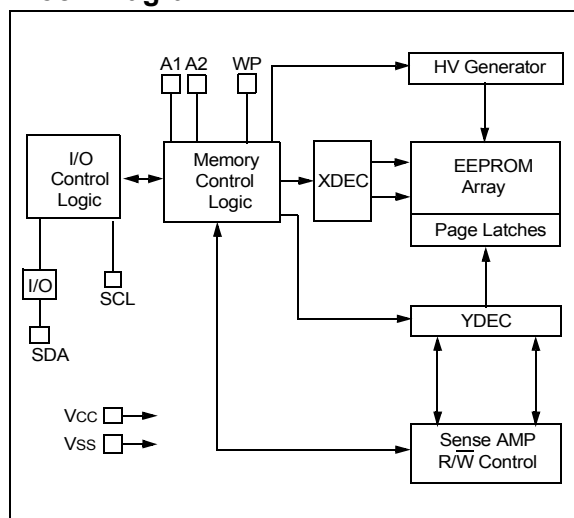 A1 A2 WP
HV Generator
I/O
Control
Logic
Memory
Control
Logic
XDEC
EEPROM
Array
Page Latches
I/O
SCL
SDA
YDEC
VCC
VSS
Sense AMP
R/W̅ Control